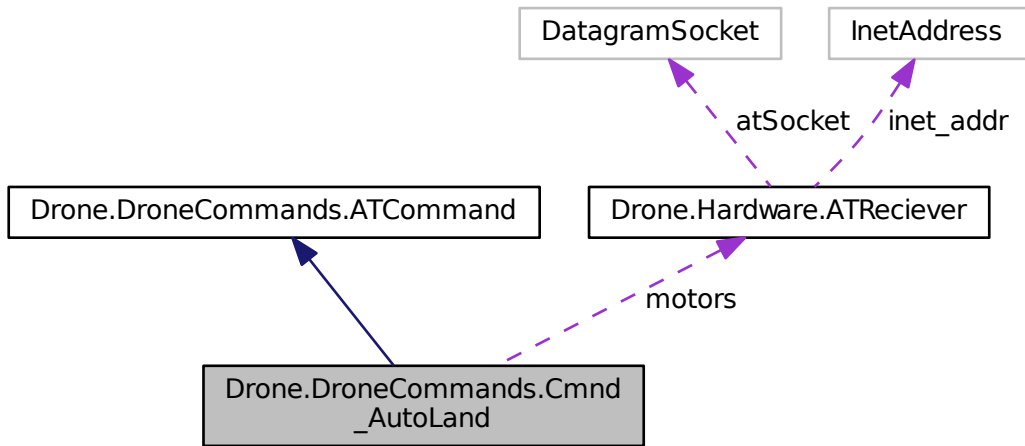 DatagramSocket
InetAddress
atSocket
inet_addr
Drone.DroneCommands.ATCommand
Drone.Hardware.ATReciever
motors
Drone.DroneCommands.Cmnd
_AutoLand